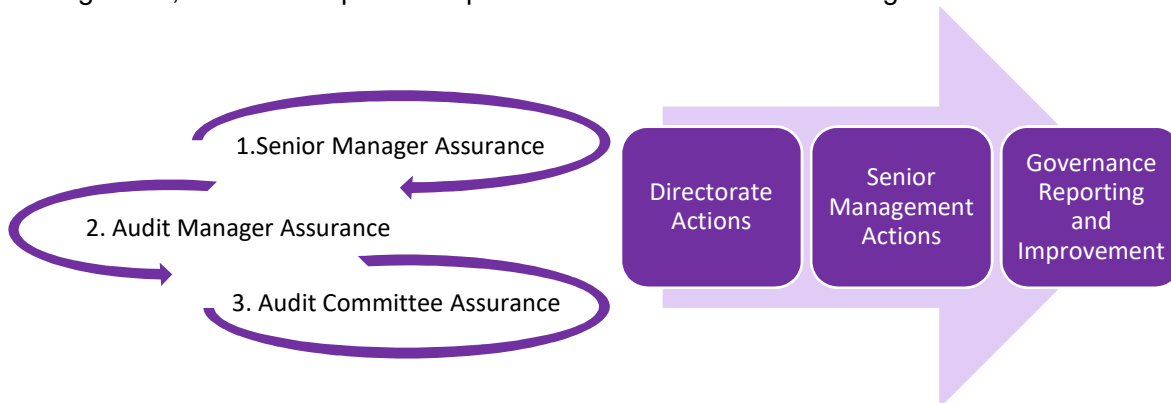 1.Senior Manager Assurance
2. Audit Manager Assurance
3. Audit Committee Assurance
Directorate
Actions
Senior
Management
Actions
Governance
Reporting
and
Improvement